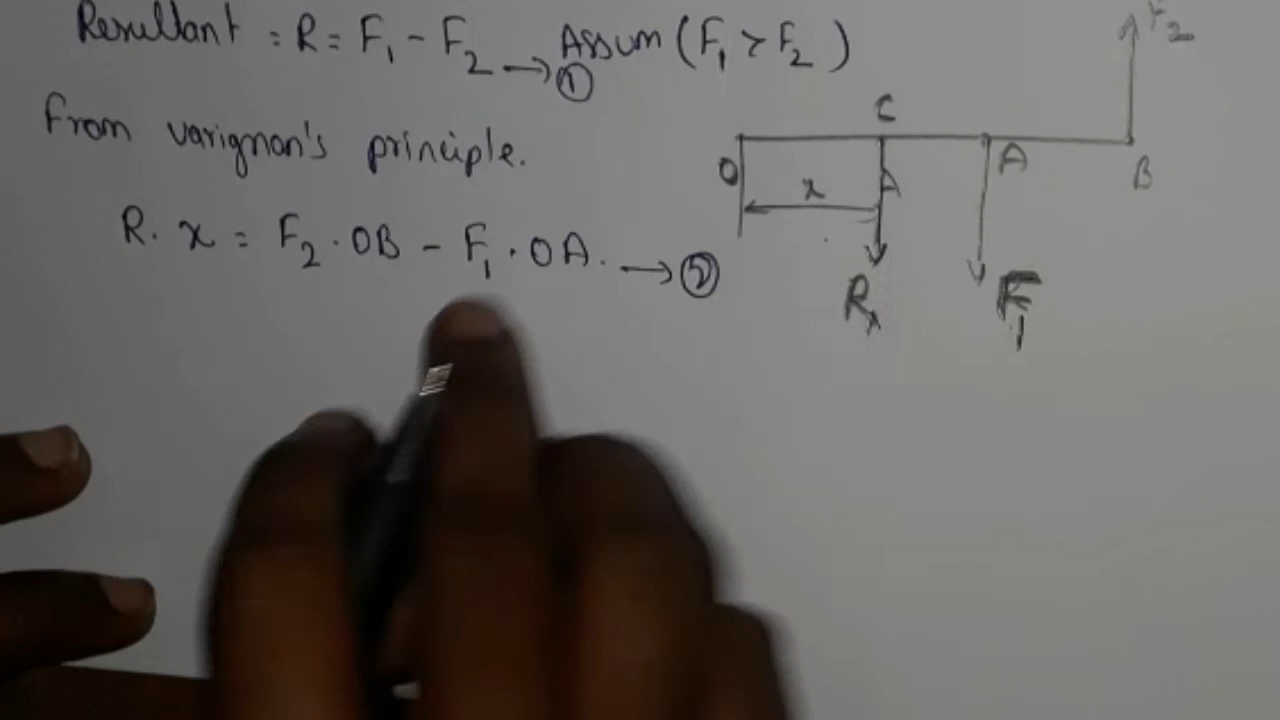 Resultant = R = F₁ - F₂ → ① Assum (F₁ > F₂)
From varignon's principle.
R. x = F₂ · OB - F₁ · OA. → ②
F₂
C
O
A
B
x
A
R
F₁